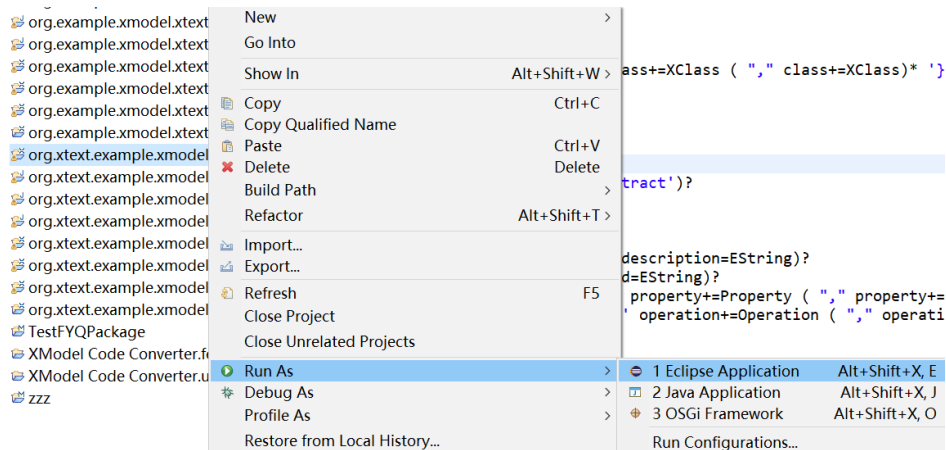 org.example.xmodel.xtext
org.example.xmodel.xtext
org.example.xmodel.xtext
org.example.xmodel.xtext
org.example.xmodel.xtext
org.example.xmodel.xtext
org.xtext.example.xmodel
org.xtext.example.xmodel
org.xtext.example.xmodel
org.xtext.example.xmodel
org.xtext.example.xmodel
org.xtext.example.xmodel
org.xtext.example.xmodel
org.xtext.example.xmodel
TestFYQPackage
XModel Code Converter.f
XModel Code Converter.u
zzz
New
Go Into
Show In Alt+Shift+W
Copy Ctrl+C
Copy Qualified Name
Paste Ctrl+V
Delete Delete
Build Path
Refactor Alt+Shift+T
Import...
Export...
Refresh F5
Close Project
Close Unrelated Projects
Run As
Debug As
Profile As
Restore from Local History...
1 Eclipse Application Alt+Shift+X, E
2 Java Application Alt+Shift+X, J
3 OSGi Framework Alt+Shift+X, O
Run Configurations...
ass+=XClass ( "," class+=XClass)* '}
tract')?
description=EString)?
d=EString)?
property+=Property ( "," property+=
' operation+=Operation ( "," operati